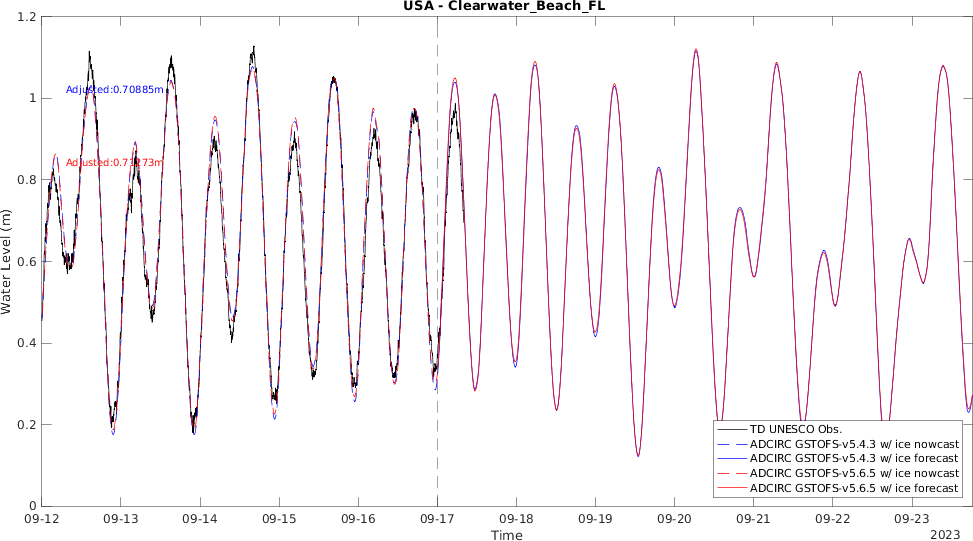 USA - Clearwater_Beach_FL
Water Level (m)
1.2
1
0.8
0.6
0.4
0.2
0
Adjusted:0.70885m
TD UNESCO Obs.
ADCIRC GSTOFS-v5.4.3 w/ ice nowcast
ADCIRC GSTOFS-v5.4.3 w/ ice forecast
ADCIRC GSTOFS-v5.6.5 w/ ice nowcast
ADCIRC GSTOFS-v5.6.5 w/ ice forecast
09-12 09-13 09-14 09-15 09-16 09-17 09-18 09-19 09-20 09-21 09-22 09-23
Time
2023